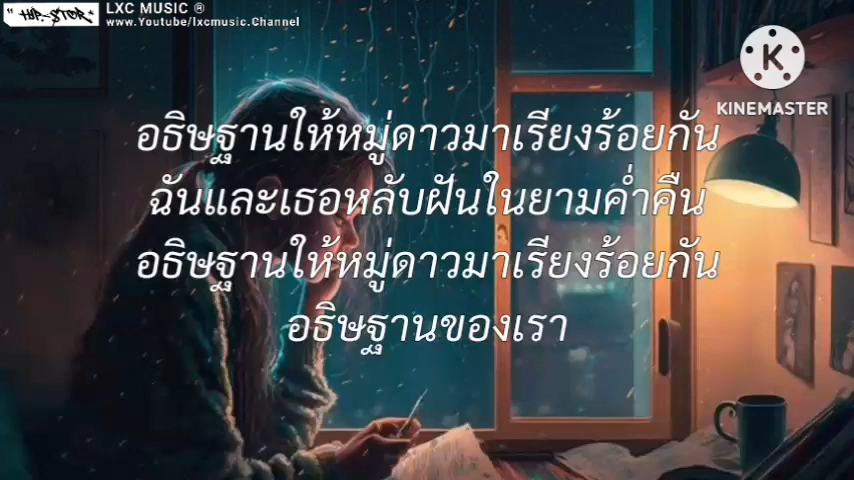 " HIP-STER "
LXC MUSIC ®
www.Youtube/lxcmusic.Channel
KINEMASTER
อธิษฐานให้หมู่ดาวมาเรียงร้อยกัน
ฉันและเธอหลับฝันในยามค่ำคืน
อธิษฐานให้หมู่ดาวมาเรียงร้อยกัน
อธิษฐานของเรา